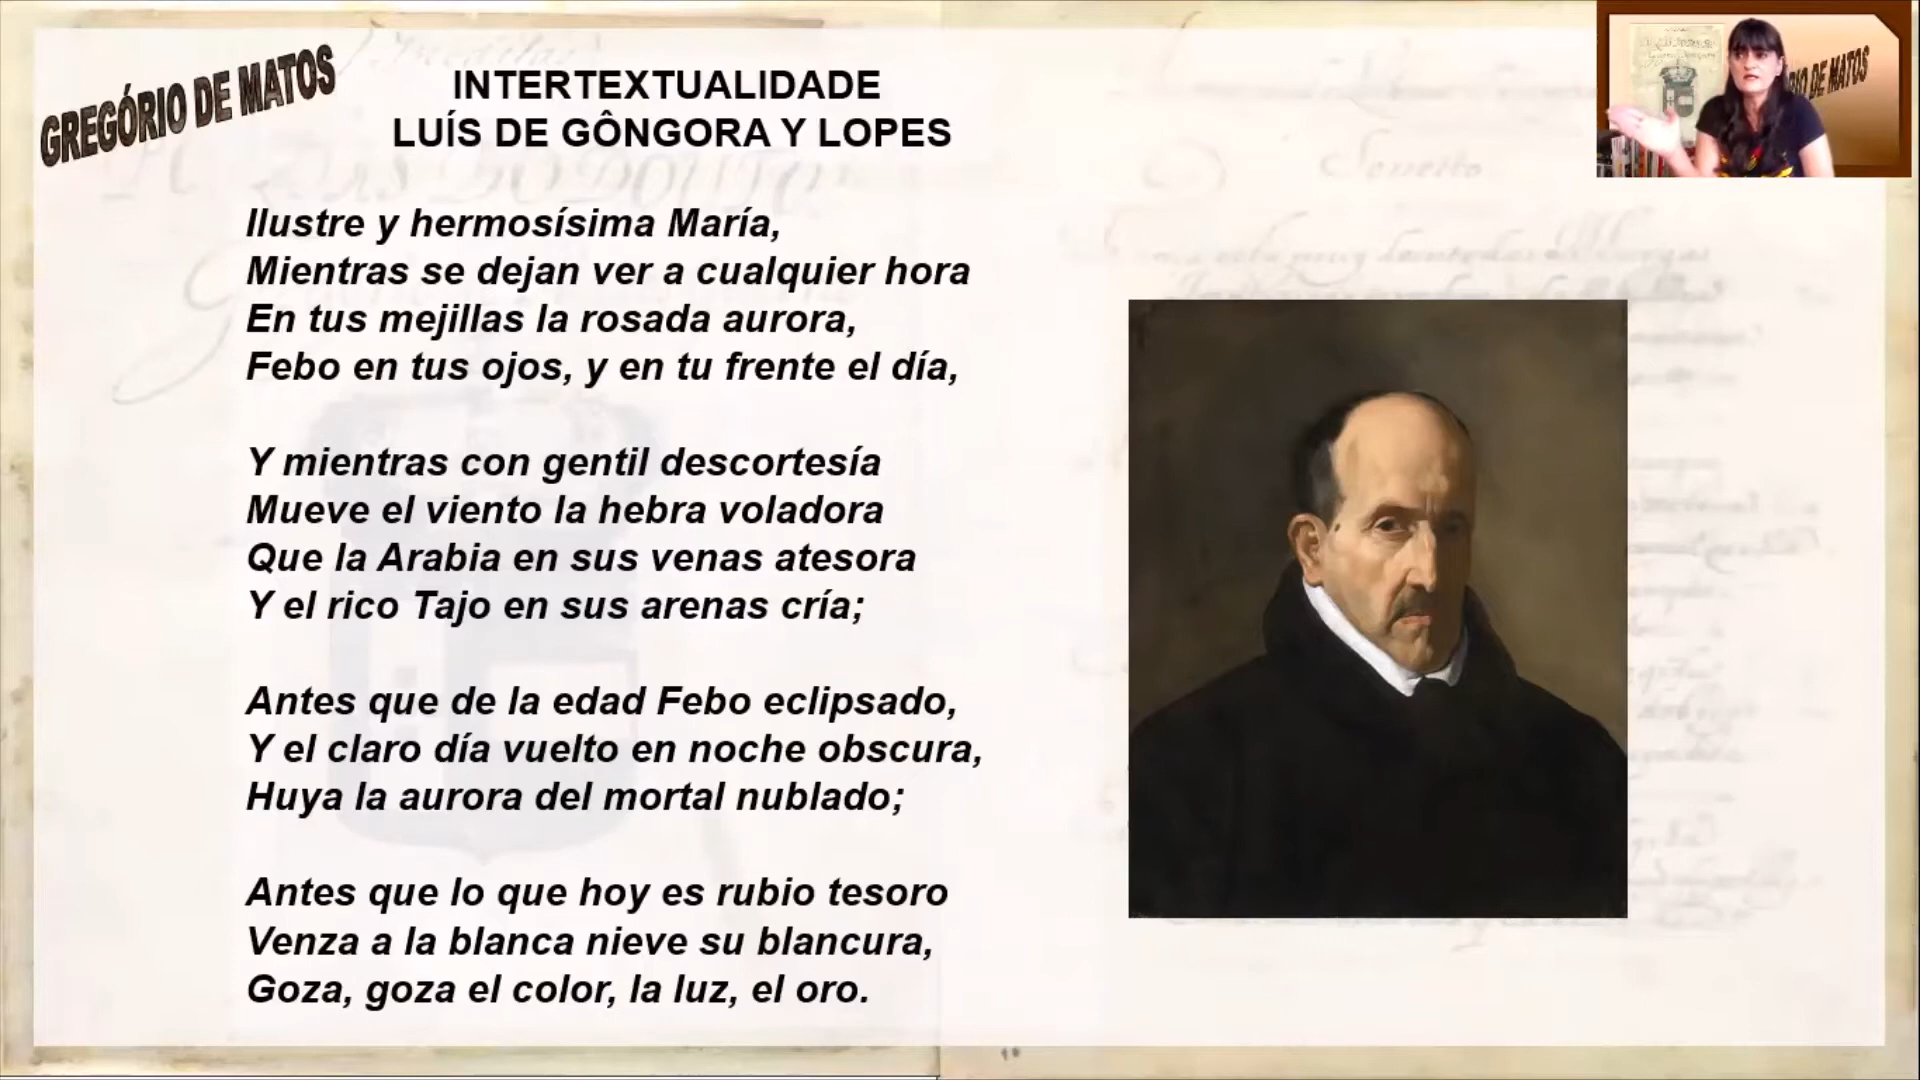 GREGÓRIO DE MATOS
INTERTEXTUALIDADE
LUÍS DE GÔNGORA Y LOPES
Ilustre y hermosísima María,
Mientras se dejan ver a cualquier hora
En tus mejillas la rosada aurora,
Febo en tus ojos, y en tu frente el día,
Y mientras con gentil descortesía
Mueve el viento la hebra voladora
Que la Arabia en sus venas atesora
Y el rico Tajo en sus arenas cría;
Antes que de la edad Febo eclipsado,
Y el claro día vuelto en noche obscura,
Huya la aurora del mortal nublado;
Antes que lo que hoy es rubio tesoro
Venza a la blanca nieve su blancura,
Goza, goza el color, la luz, el oro.
DE MATOS
Soneito